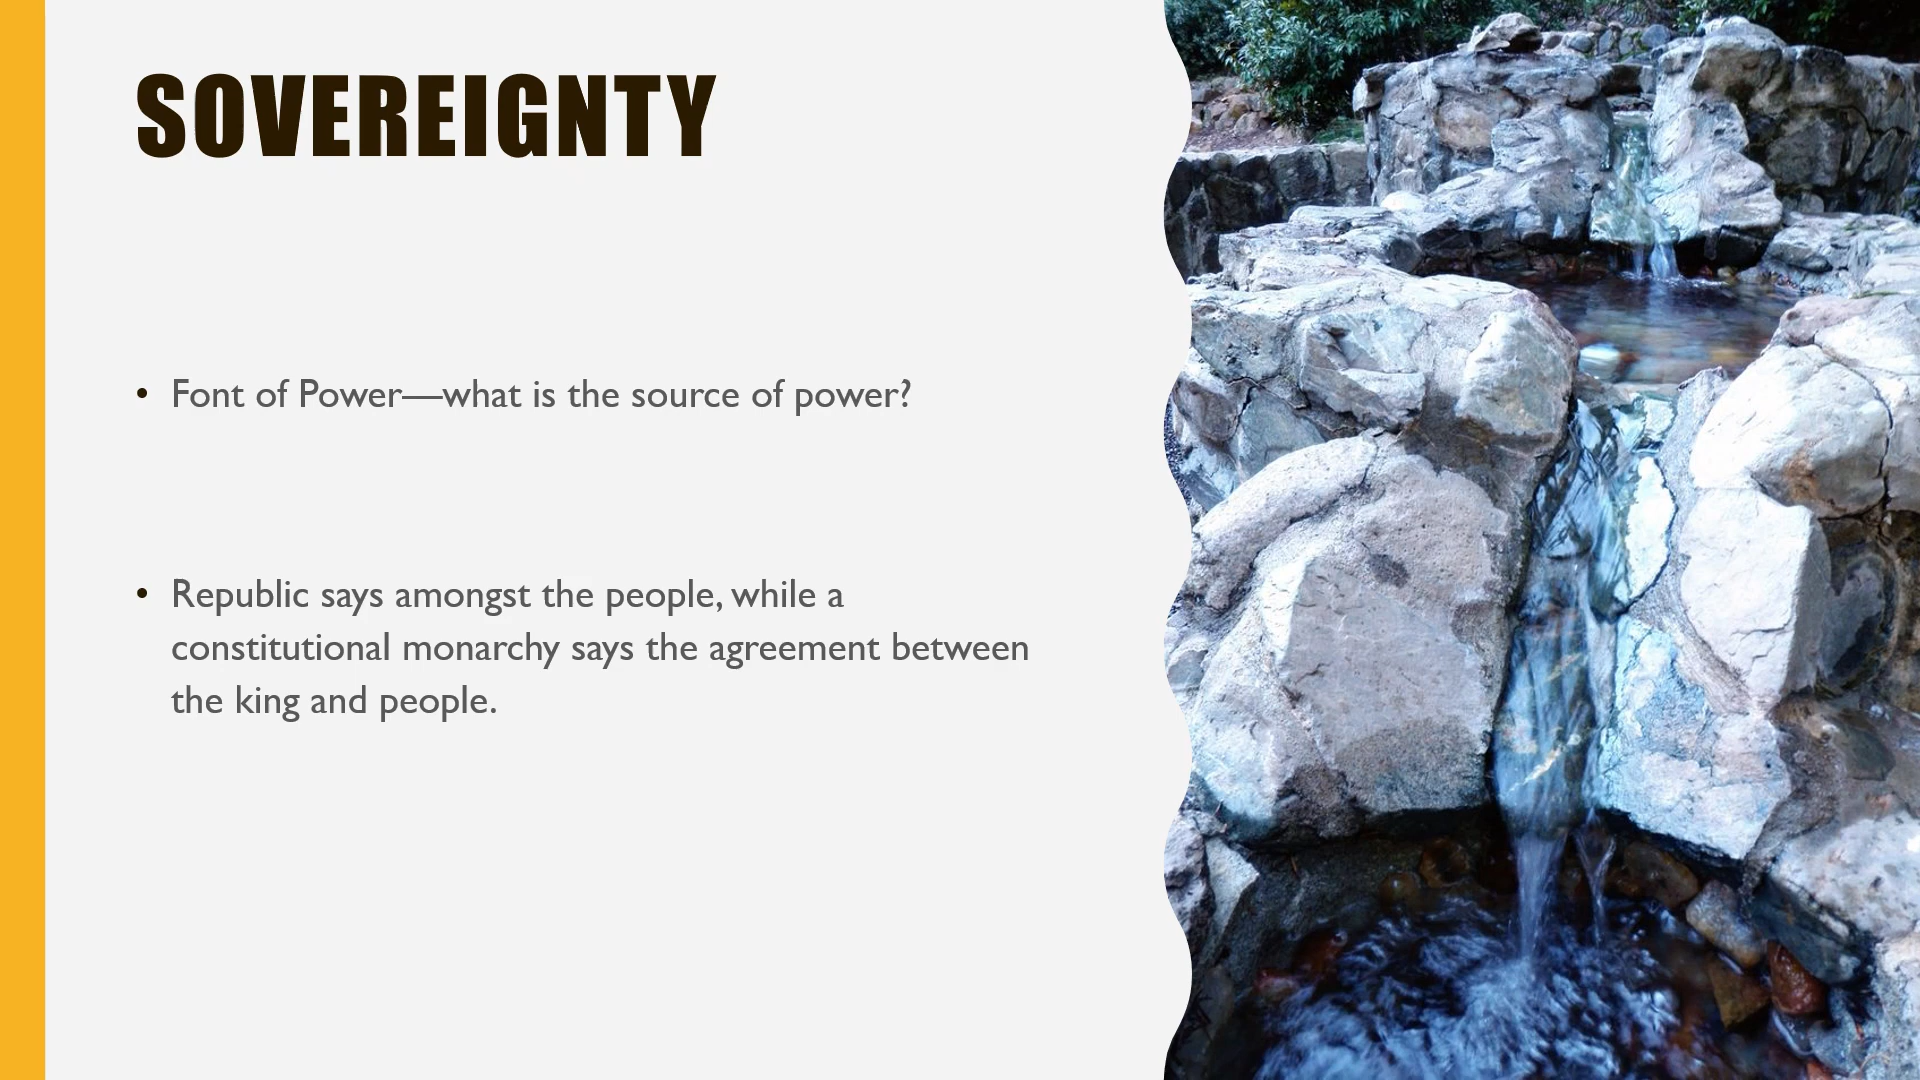 SOVEREIGNTY
• Font of Power—what is the source of power?
• Republic says amongst the people, while a
constitutional monarchy says the agreement between
the king and people.